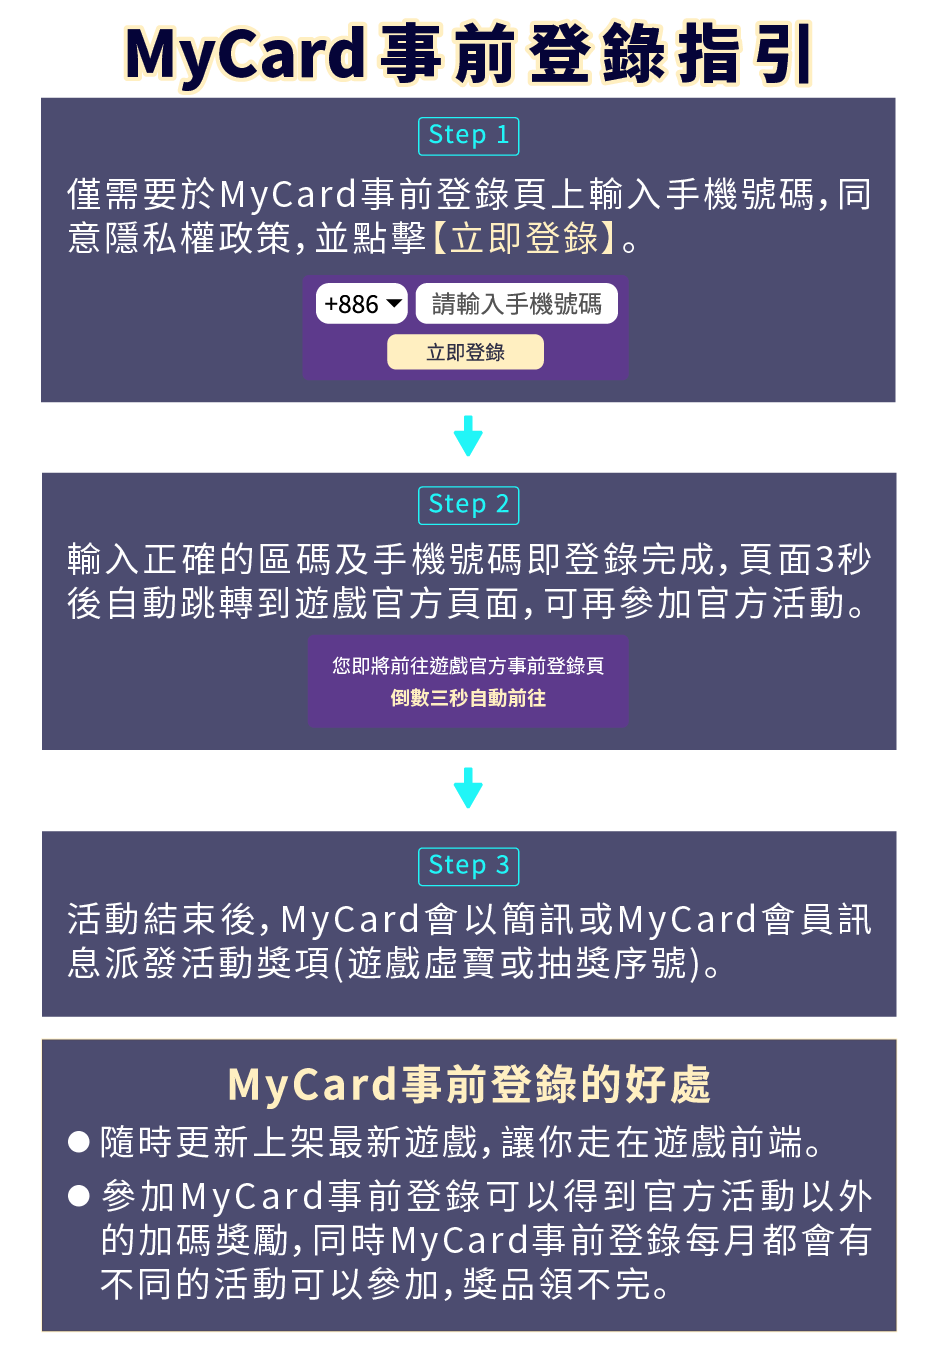 MyCard事前登錄指引
Step 1
僅需要於MyCard事前登錄頁上輸入手機號碼,同
意隱私權政策,並點擊【立即登錄】。
+886
請輸入手機號碼
立即登錄
Step 2
輸入正確的區碼及手機號碼即登錄完成,頁面3秒
後自動跳轉到遊戲官方頁面,可再參加官方活動。
您即將前往遊戲官方事前登錄頁
倒數三秒自動前往
Step 3
活動結束後,MyCard會以簡訊或MyCard會員訊
息派發活動獎項(遊戲虛寶或抽獎序號)。
MyCard事前登錄的好處
●隨時更新上架最新遊戲,讓你走在遊戲前端。
●參加MyCard事前登錄可以得到官方活動以外
的加碼獎勵,同時MyCard事前登錄每月都會有
不同的活動可以參加,獎品領不完。